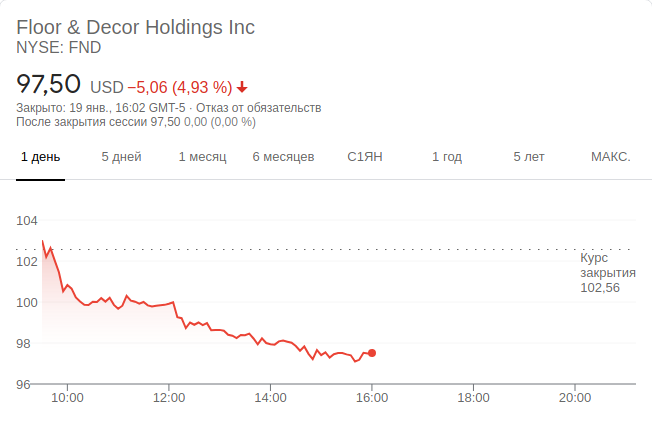 Floor & Decor Holdings Inc
NYSE: FND
97,50 USD −5,06 (4,93 %)
Закрыто: 19 янв., 16:02 GMT-5 · Отказ от обязательств
После закрытия сессии 97,50 0,00 (0,00 %)
1 день 5 дней 1 месяц 6 месяцев С1ЯН 1 год 5 лет МАКС.
104
102
100
98
96
Курс
закрытия
102,56
10:00 12:00 14:00 16:00 18:00 20:00